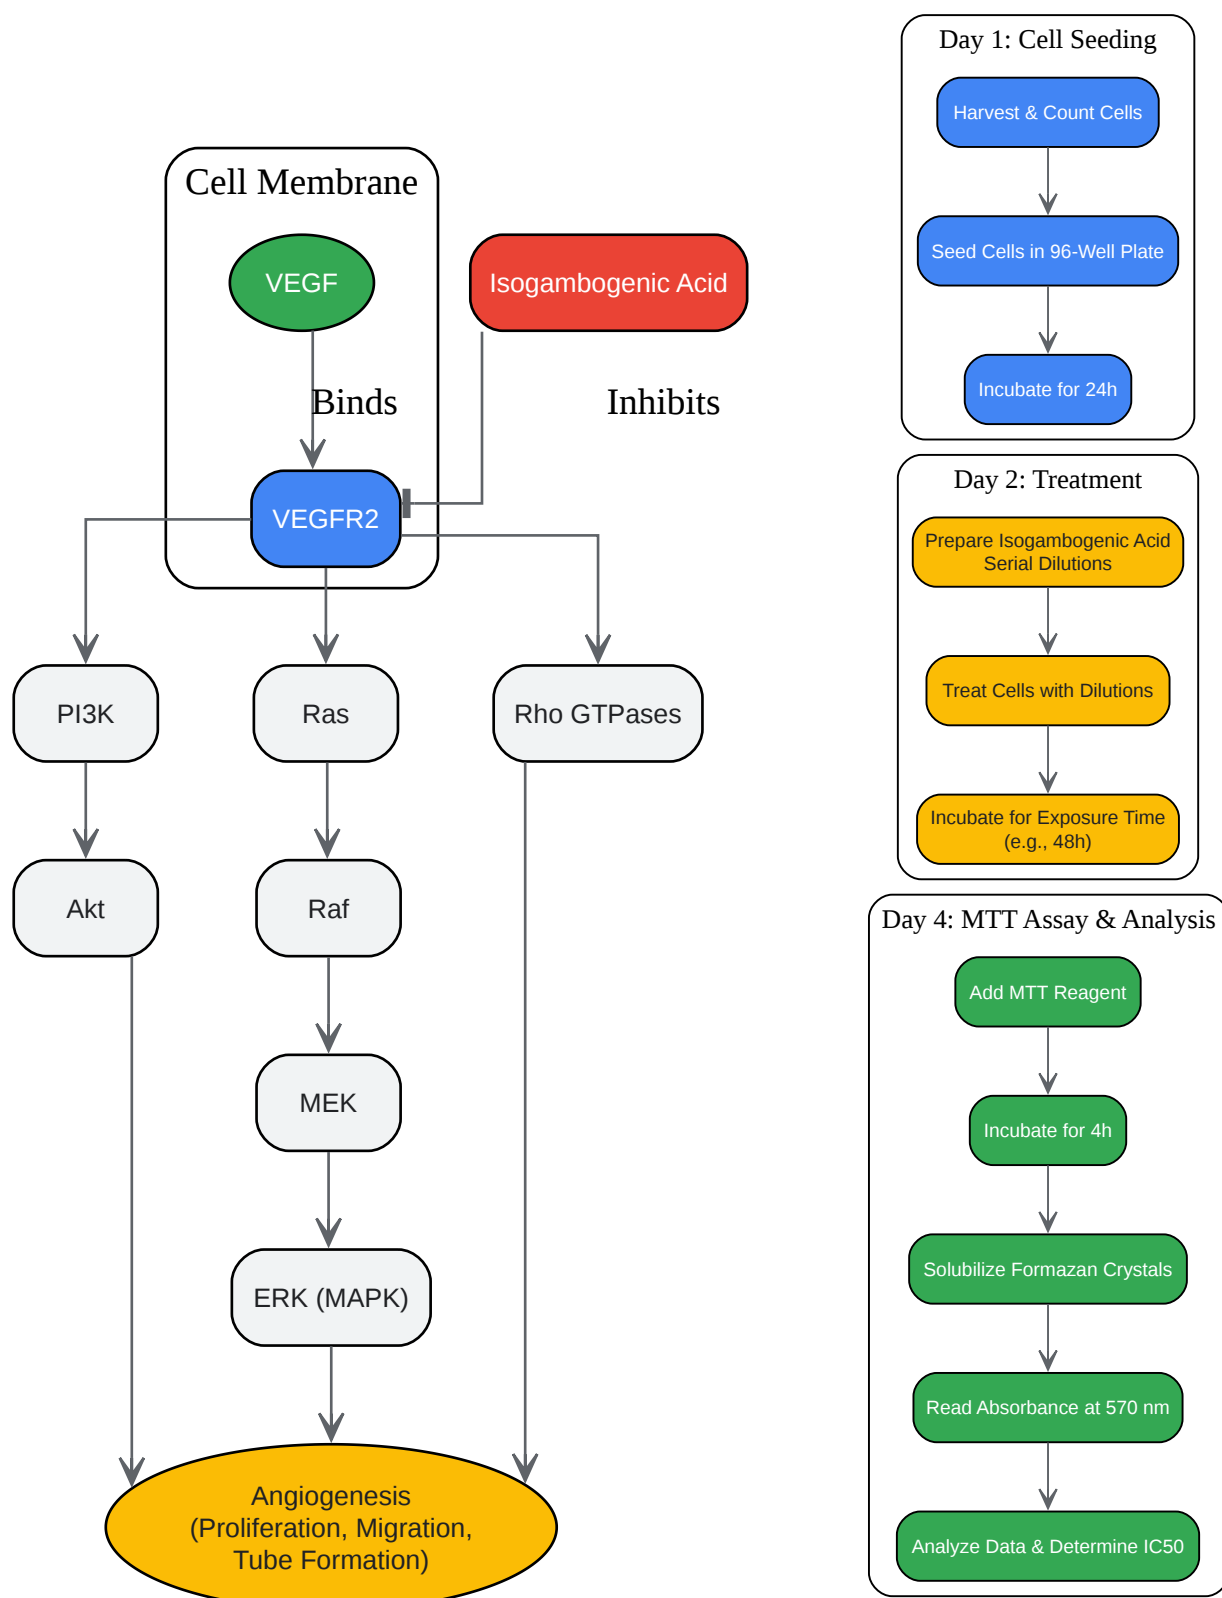 Cell Membrane
VEGF
Isogambogenic Acid
Binds
Inhibits
VEGFR2
PI3K
Ras
Rho GTPases
Akt
Raf
MEK
ERK (MAPK)
Angiogenesis
(Proliferation, Migration,
Tube Formation)
Day 1: Cell Seeding
Harvest & Count Cells
Seed Cells in 96-Well Plate
Incubate for 24h
Day 2: Treatment
Prepare Isogambogenic Acid
Serial Dilutions
Treat Cells with Dilutions
Incubate for Exposure Time
(e.g., 48h)
Day 4: MTT Assay & Analysis
Add MTT Reagent
Incubate for 4h
Solubilize Formazan Crystals
Read Absorbance at 570 nm
Analyze Data & Determine IC50